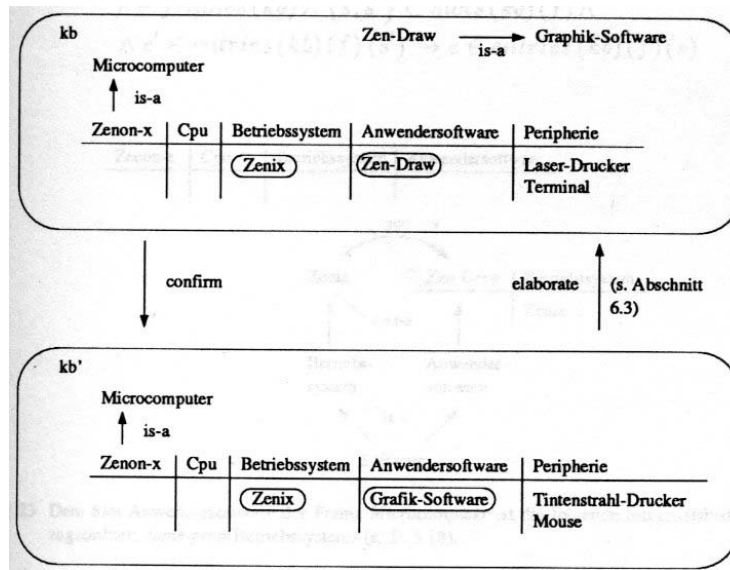 kb
Zen-Draw is-a Graphik-Software
Microcomputer
is-a
Zenon-x Cpu Betriebssystem Anwendersoftware Peripherie
Zenix Zen-Draw Laser-Drucker
Terminal
confirm elaborate (s. Abschnitt
6.3)
kb'
Microcomputer
is-a
Zenon-x Cpu Betriebssystem Anwendersoftware Peripherie
Zenix Grafik-Software Tintenstrahl-Drucker
Mouse